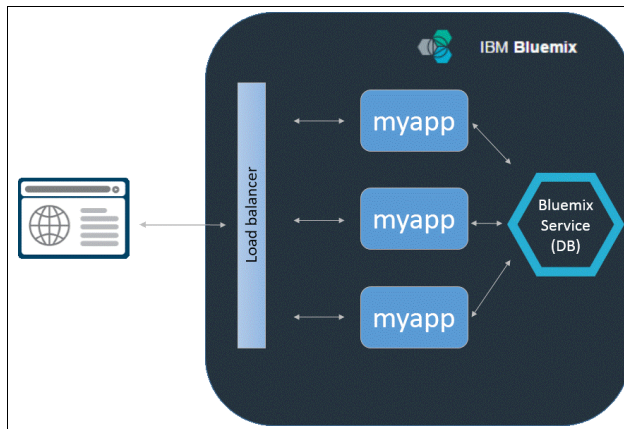 IBM Bluemix
Load balancer
myapp
myapp
myapp
Bluemix
Service
(DB)